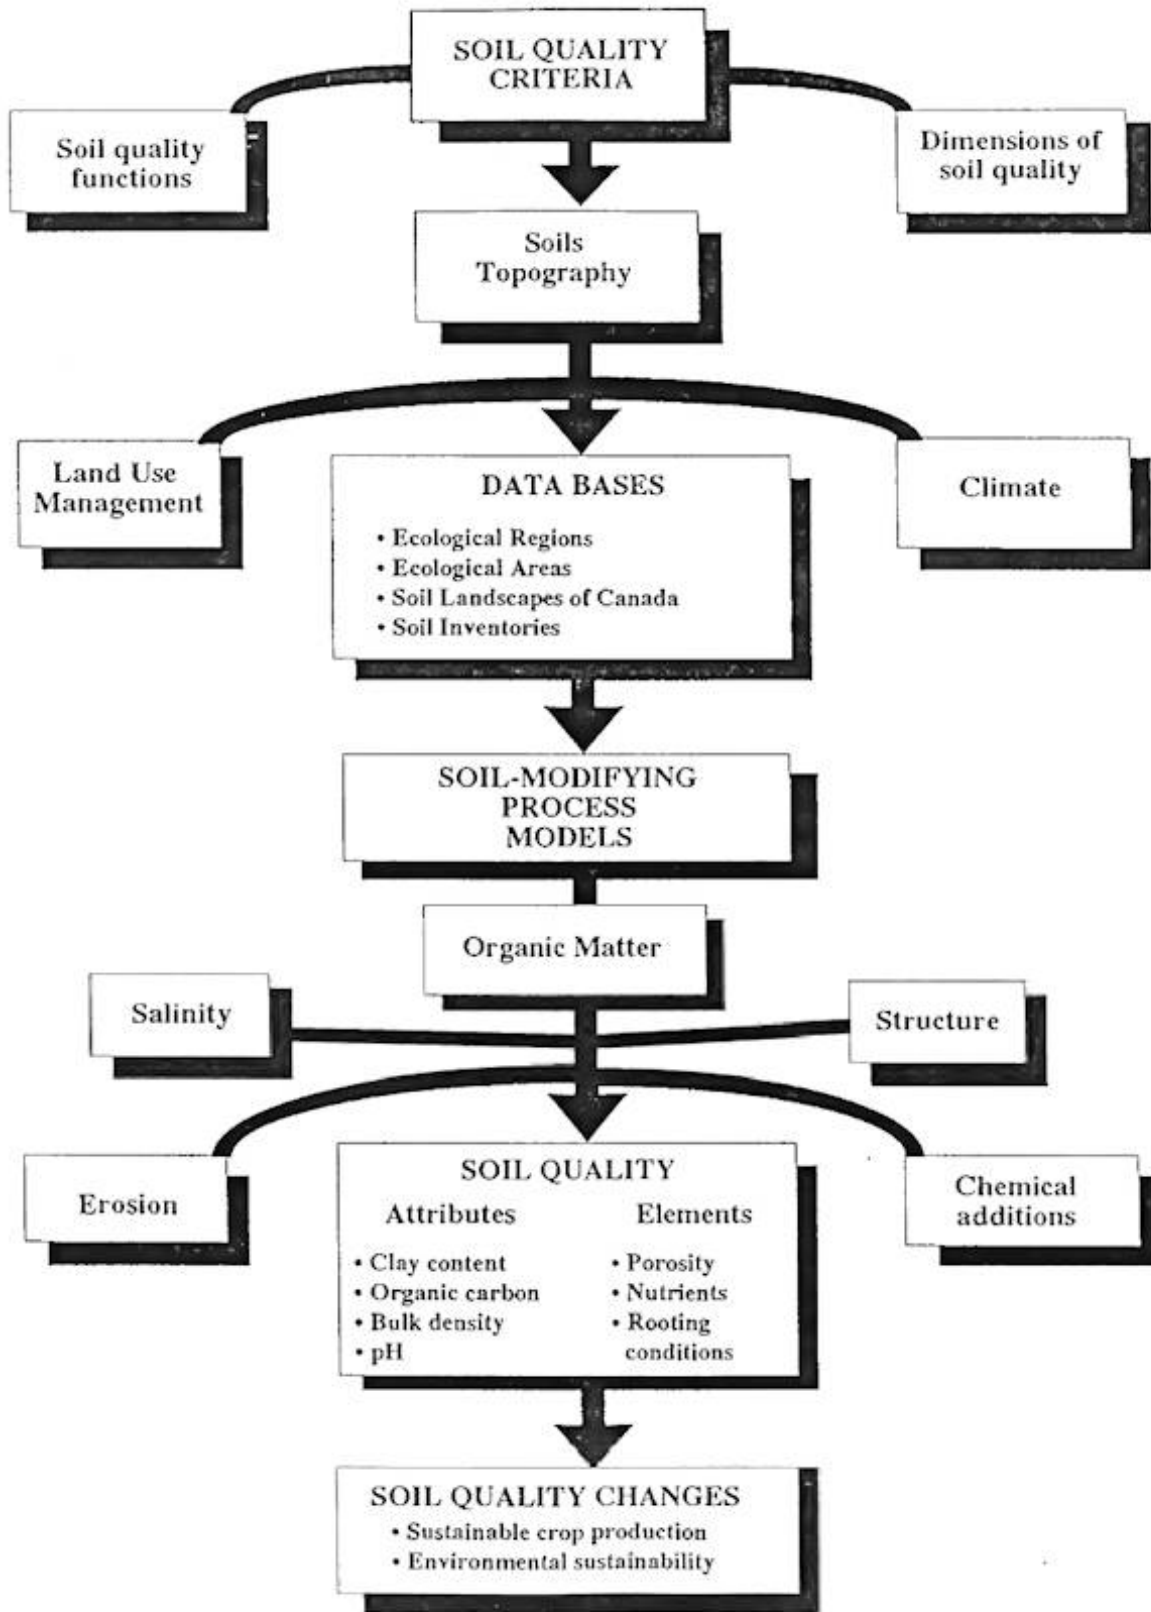 SOIL QUALITY
CRITERIA
Soil quality
functions
Dimensions of
soil quality
Soils
Topography
Land Use
Management
DATA BASES
• Ecological Regions
• Ecological Areas
• Soil Landscapes of Canada
• Soil Inventories
Climate
SOIL-MODIFYING
PROCESS
MODELS
Organic Matter
Salinity
Structure
Erosion
SOIL QUALITY
Attributes
• Clay content
• Organic carbon
• Bulk density
• pH
Elements
• Porosity
• Nutrients
• Rooting
conditions
Chemical
additions
SOIL QUALITY CHANGES
• Sustainable crop production
• Environmental sustainability